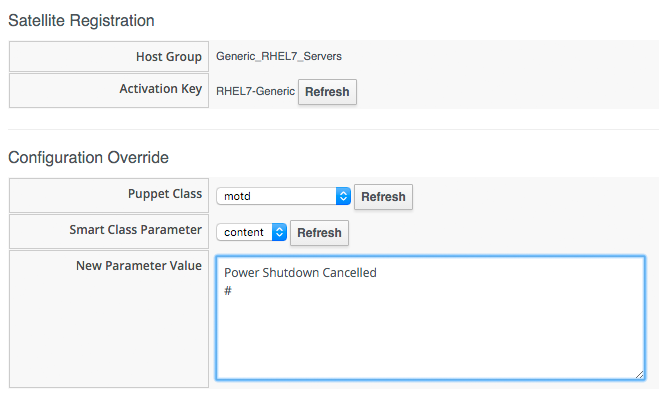 Satellite Registration
Host Group Generic_RHEL7_Servers
Activation Key RHEL7-Generic Refresh
Configuration Override
Puppet Class motd Refresh
Smart Class Parameter content Refresh
New Parameter Value Power Shutdown Cancelled
#